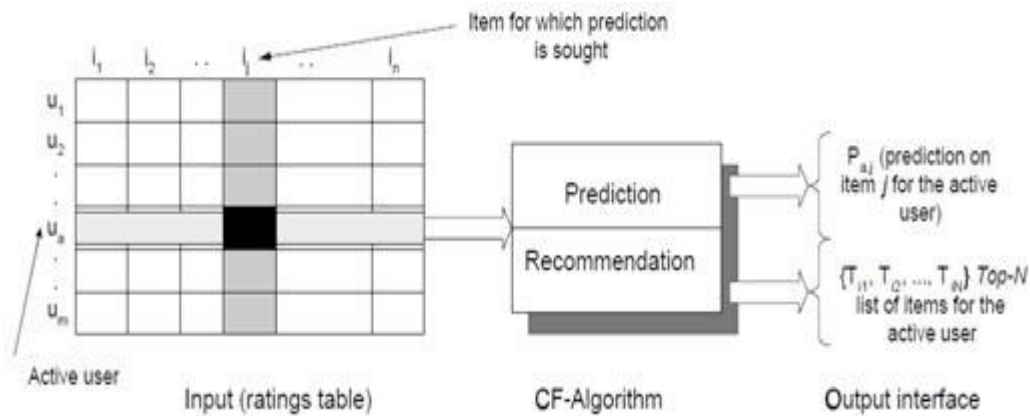 Item for which prediction
is sought
i₁ i₂ . . iⱼ . . iₙ
u₁
u₂
.
.
uₐ
.
.
uₘ
Active user
Input (ratings table)
Prediction
Recommendation
CF-Algorithm
Pₐ,ⱼ (prediction on
item j for the active
user)
{Tᵢ₁, Tᵢ₂, ..., Tᵢₙ} Top-N
list of items for the
active user
Output interface